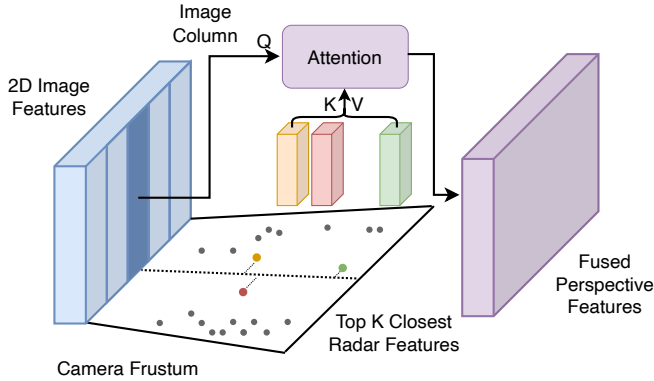 Image
Column
Q
Attention
2D Image
Features
K
V
Fused
Perspective
Features
Top K Closest
Radar Features
Camera Frustum